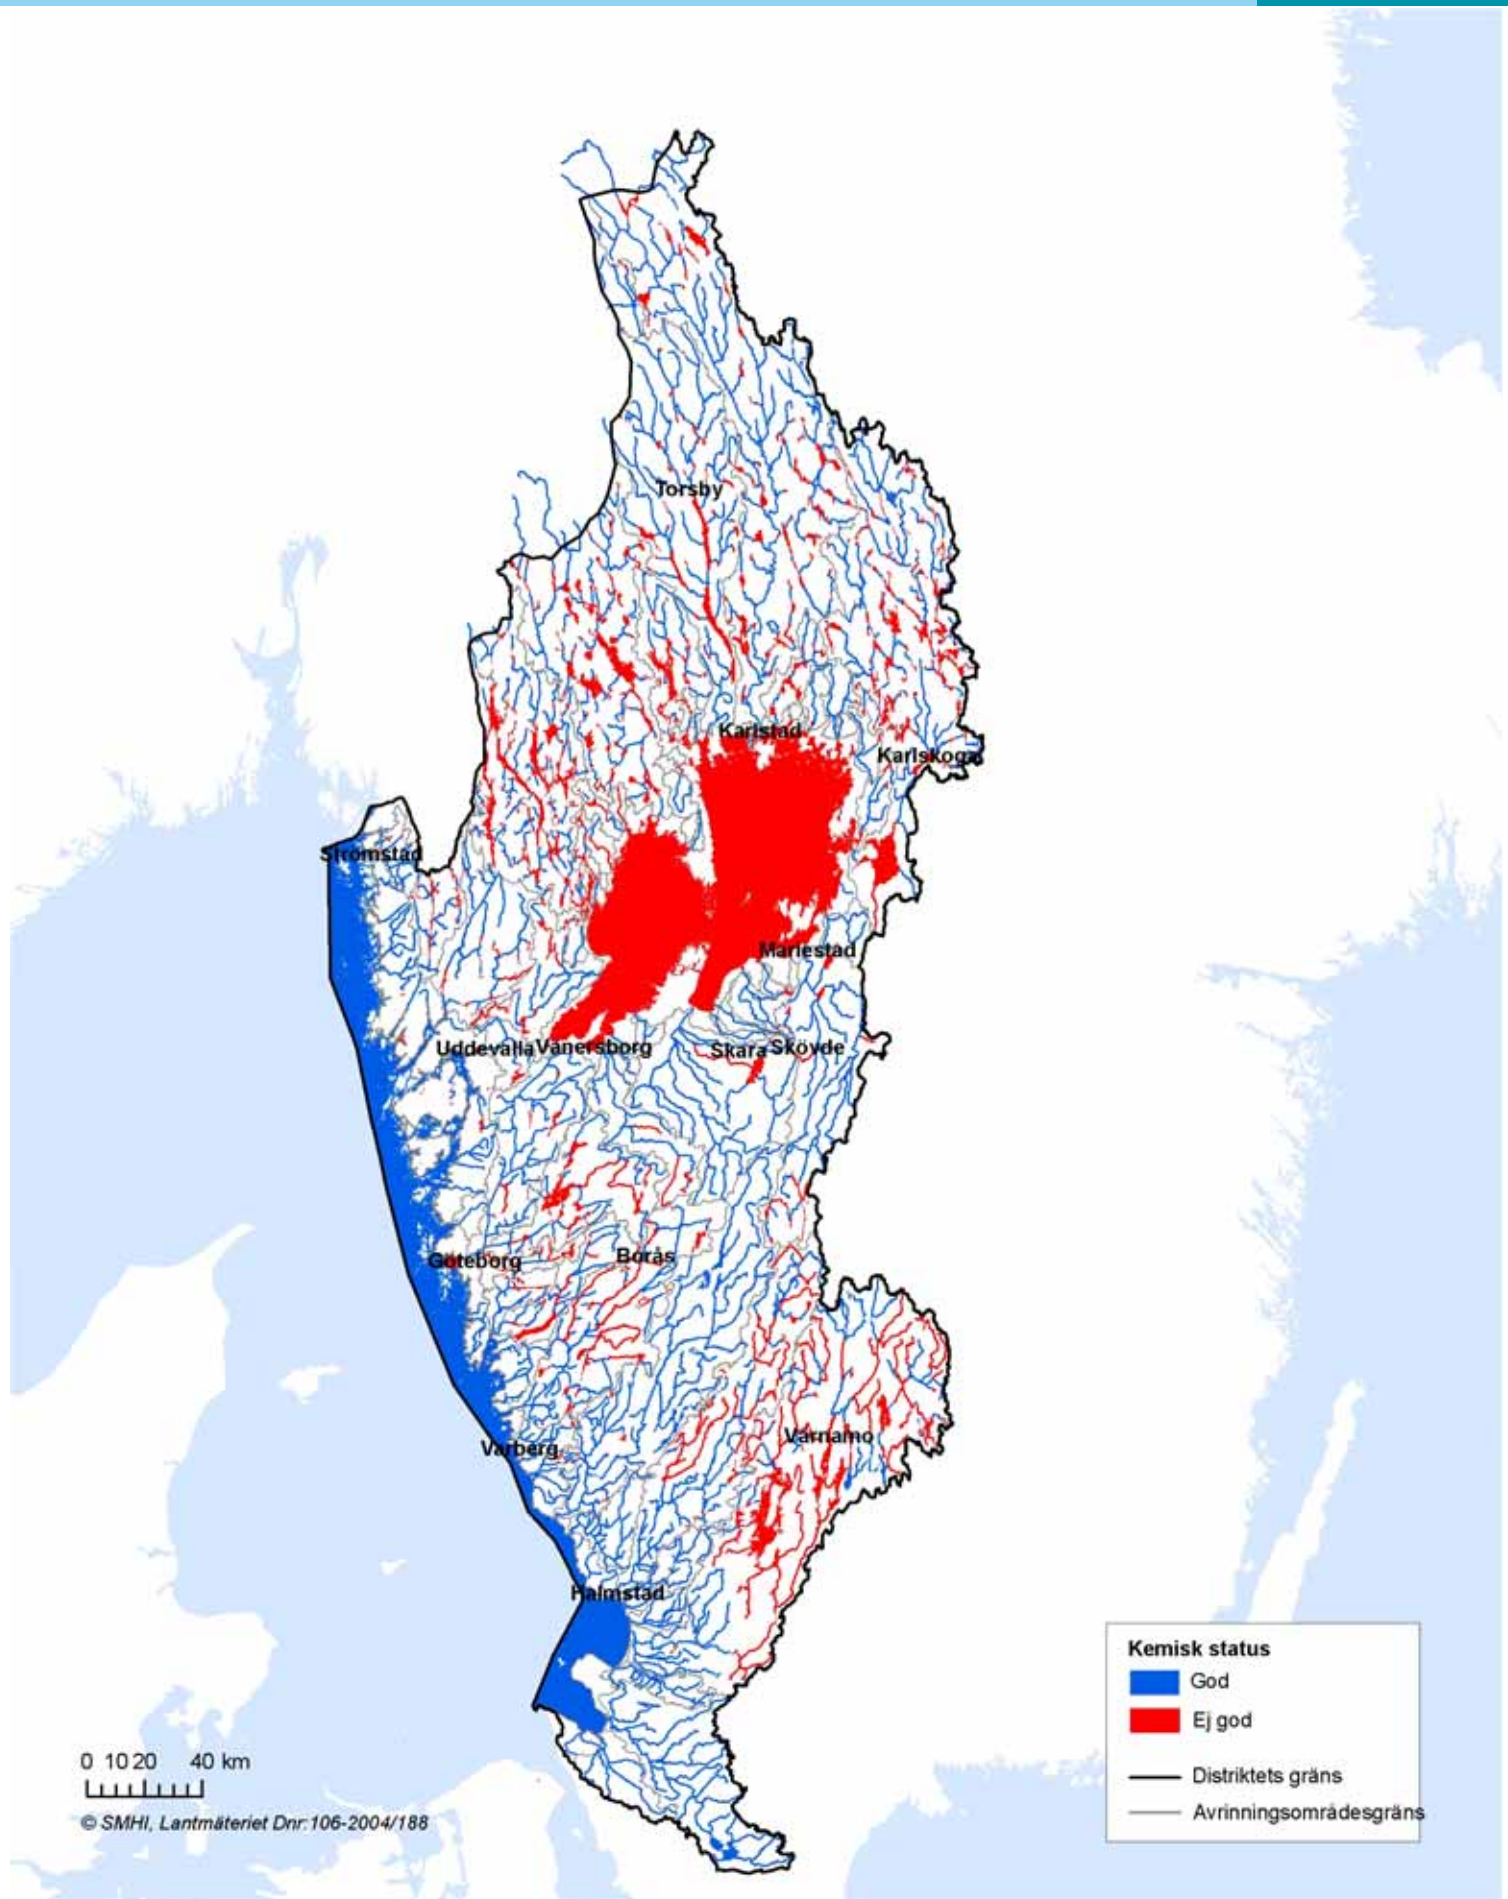 Torsby
Karlstad
Karlskoga
Strömstad
Mariestad
Uddevalla Vänersborg
Skara Skövde
Göteborg
Borås
Värnamo
Varberg
Halmstad
Kemisk status
God
Ej god
Distriktets gräns
Avrinningsområdesgräns
0 10 20 40 km
© SMHI, Lantmäteriet Dnr:106-2004/188